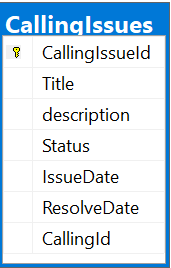 CallingIssues
CallingIssueId
Title
description
Status
IssueDate
ResolveDate
CallingId